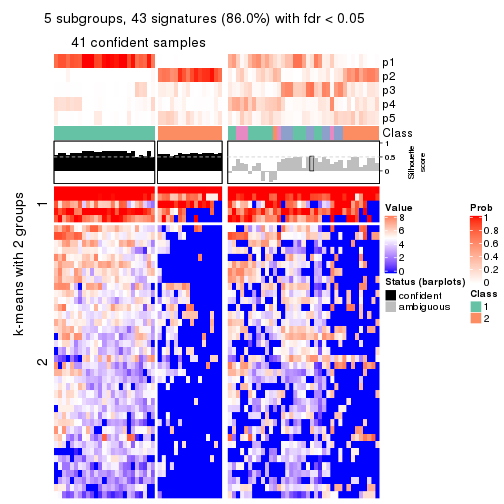 5 subgroups, 43 signatures (86.0%) with fdr < 0.05
41 confident samples
p1
p2
p3
p4
p5
Class
1
0.5
0
Silhouette
score
k-means with 2 groups
1
2
Value
8
6
4
2
0
Status (barplots)
confident
ambiguous
Prob
1
0.8
0.6
0.4
0.2
0
Class
1
2